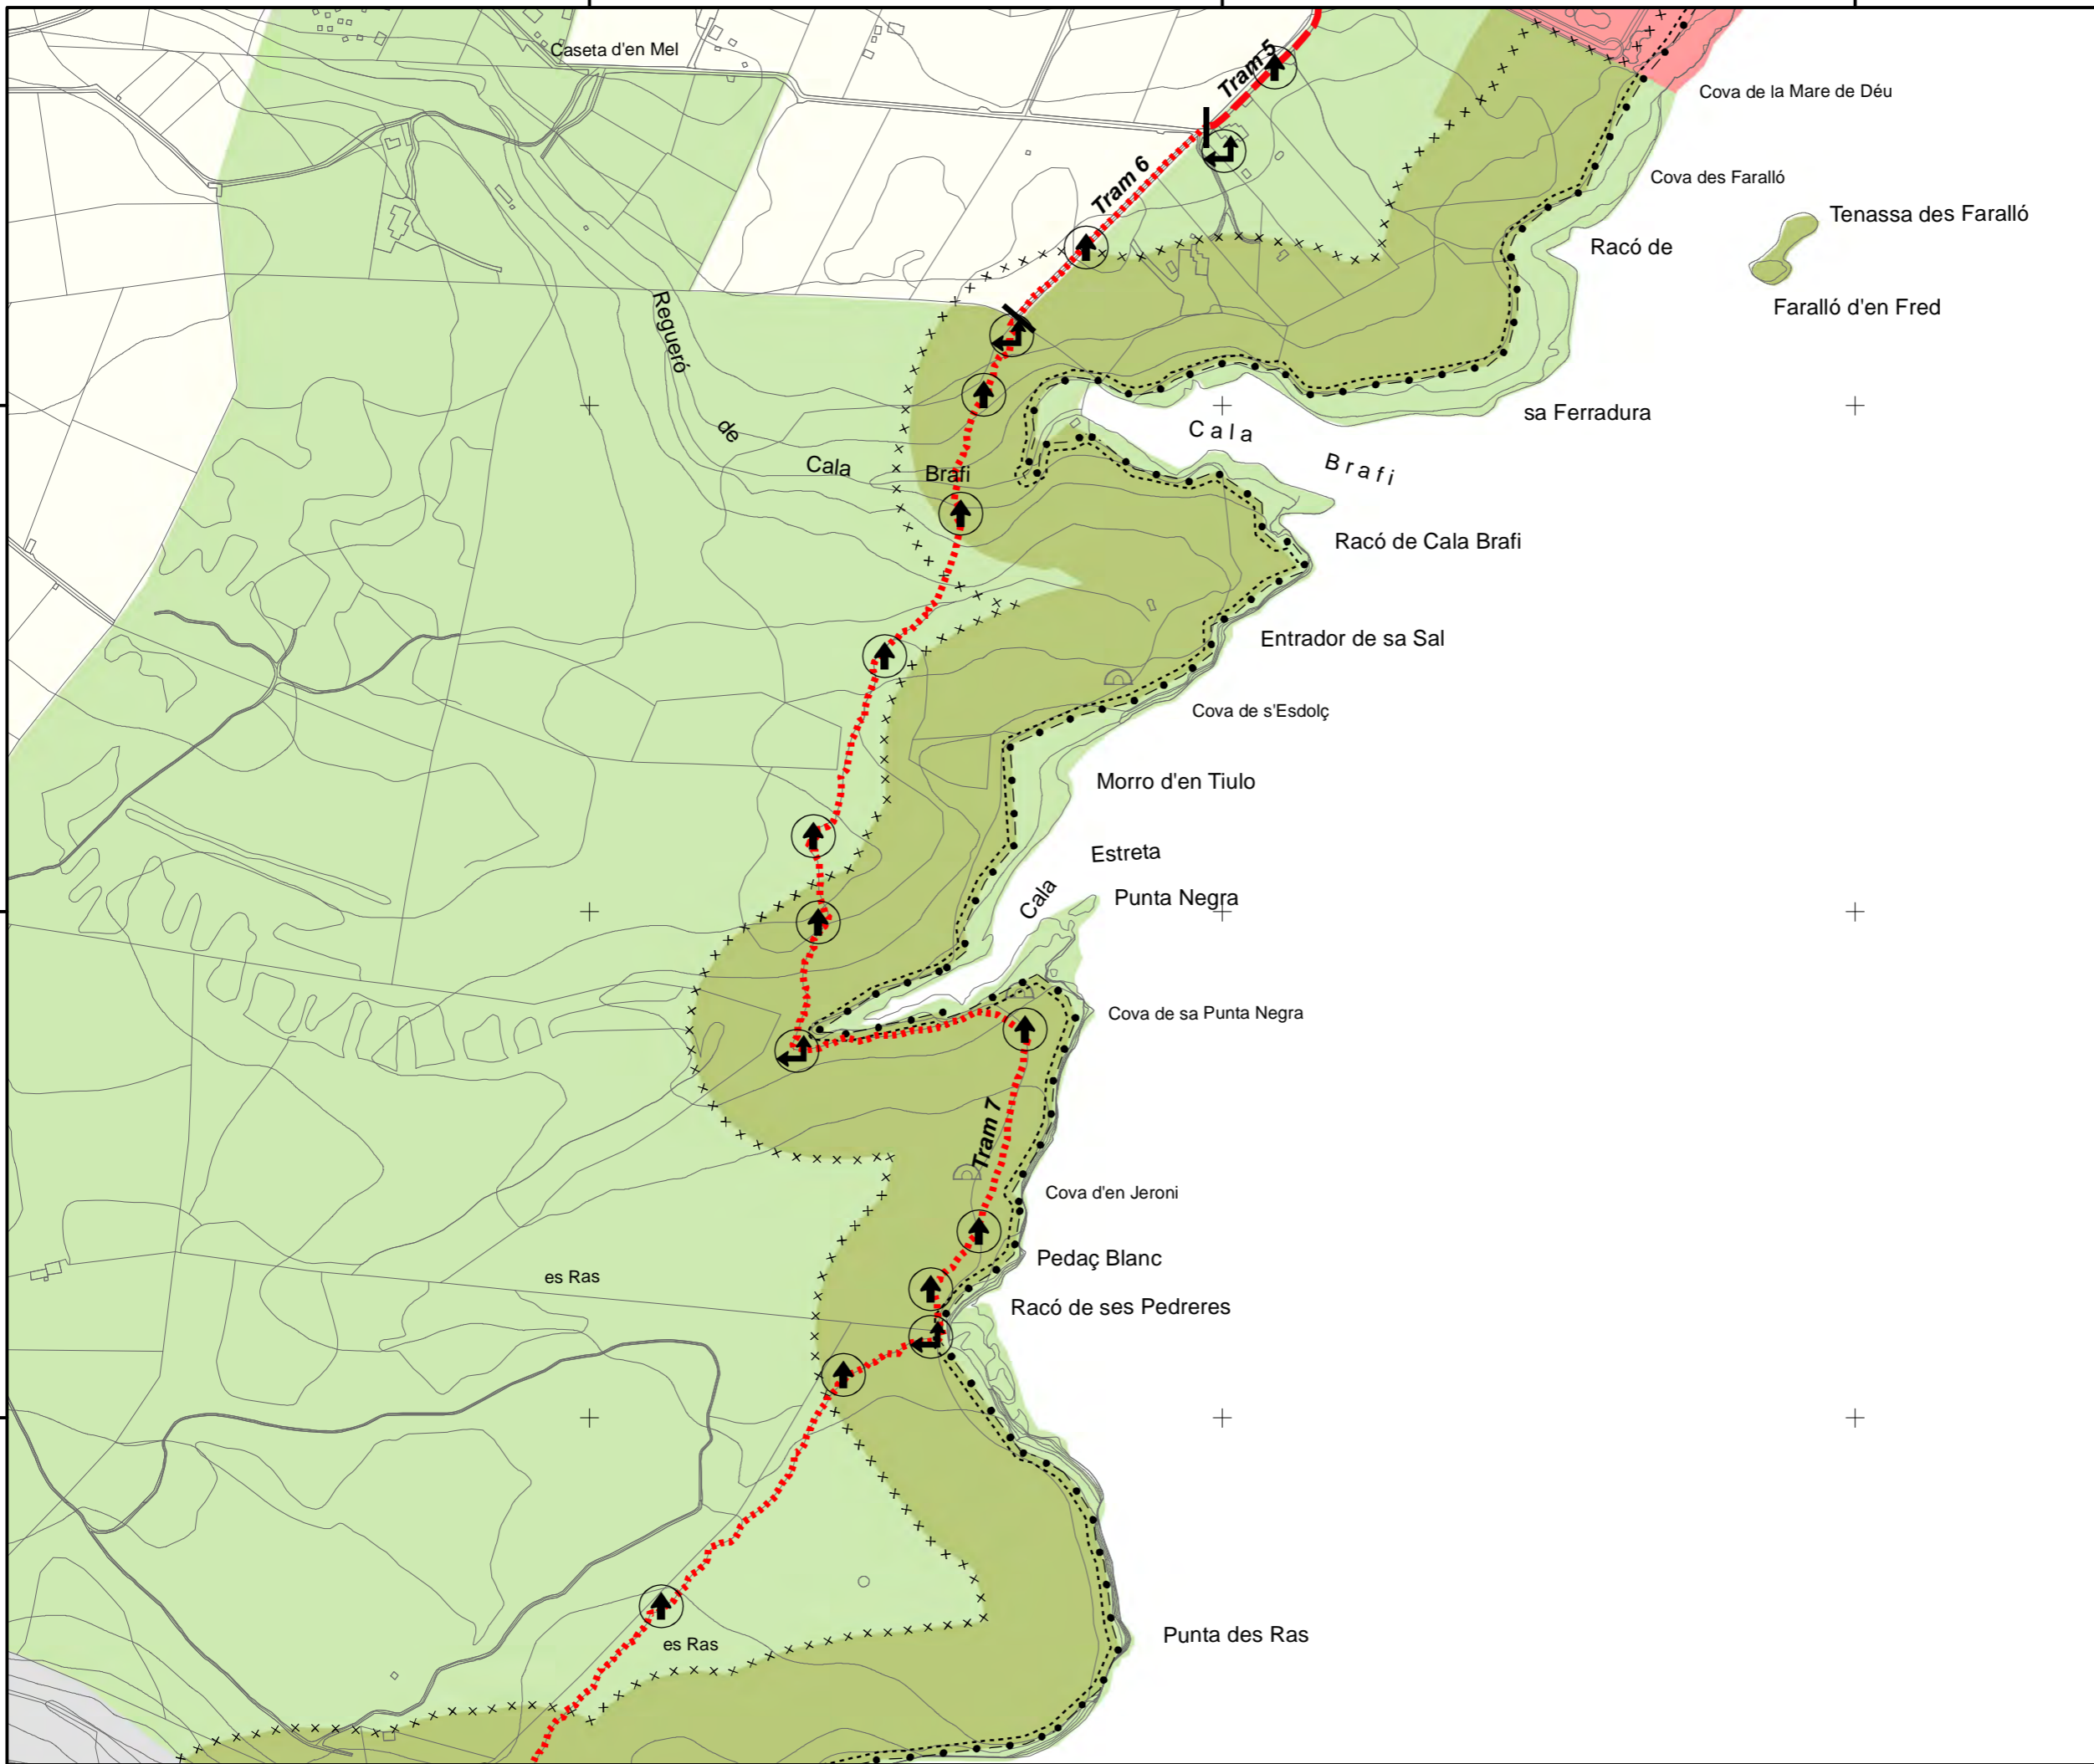 Caseta d'en Mel
Tram 5
Cova de la Mare de Déu
Tram 6
Cova des Faralló
Tenassa des Faralló
Racó de
Faralló d'en Fred
Regueró
de
Cala
Brafi
sa Ferradura
Cala
Brafi
Racó de Cala Brafi
Entrador de sa Sal
Cova de s'Esdolç
Morro d'en Tiulo
Cala
Estreta
Punta Negra
Cova de sa Punta Negra
Tram 7
Cova d'en Jeroni
Pedaç Blanc
es Ras
Racó de ses Pedreres
es Ras
Punta des Ras